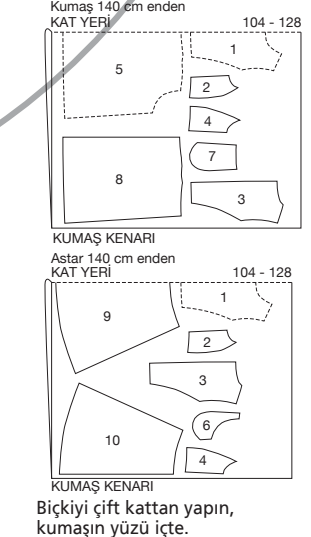 Kumaş 140 cm enden
KAT YERİ 104 - 128
1
5
2
4
7
8
3
KUMAŞ KENARI
Astar 140 cm enden
KAT YERİ 104 - 128
1
9
2
3
6
10
4
KUMAŞ KENARI
Biçkiyi çift kattan yapın,
kumaşın yüzü içte.